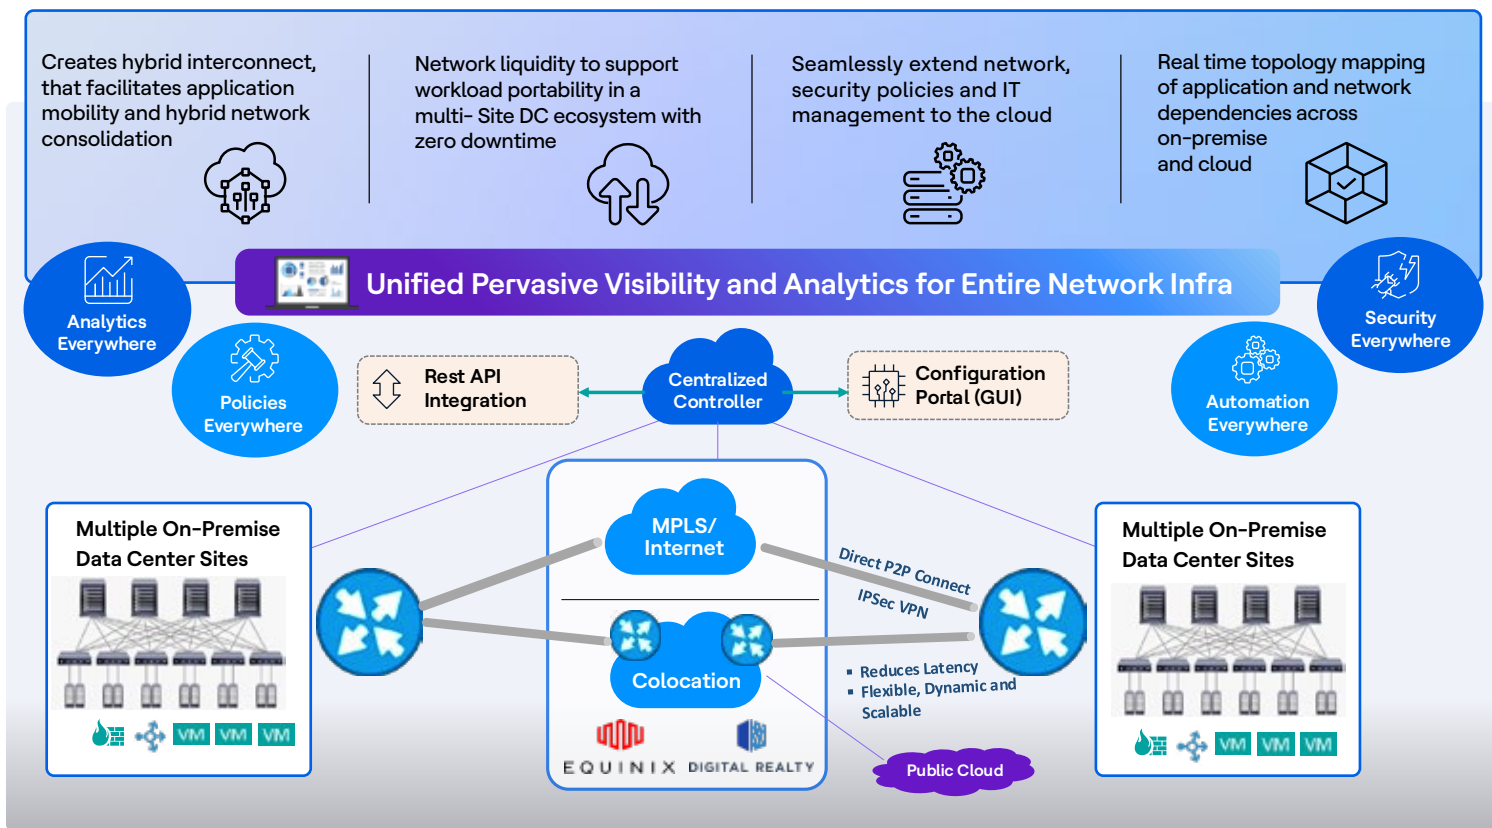 Creates hybrid interconnect,
that facilitates application
mobility and hybrid network
consolidation
Network liquidity to support
workload portability in a
multi- Site DC ecosystem with
zero downtime
Seamlessly extend network,
security policies and IT
management to the cloud
Real time topology mapping
of application and network
dependencies across
on-premise
and cloud
Unified Pervasive Visibility and Analytics for Entire Network Infra
Analytics
Everywhere
Policies
Everywhere
Security
Everywhere
Automation
Everywhere
Rest API
Integration
Centralized
Controller
Configuration
Portal (GUI)
Multiple On-Premise
Data Center Sites
VM VM VM
MPLS/
Internet
Colocation
EQUINIX
DIGITAL REALTY
Direct P2P Connect
IPSec VPN
▪ Reduces Latency
▪ Flexible, Dynamic and
Scalable
Public Cloud
Multiple On-Premise
Data Center Sites
VM VM VM